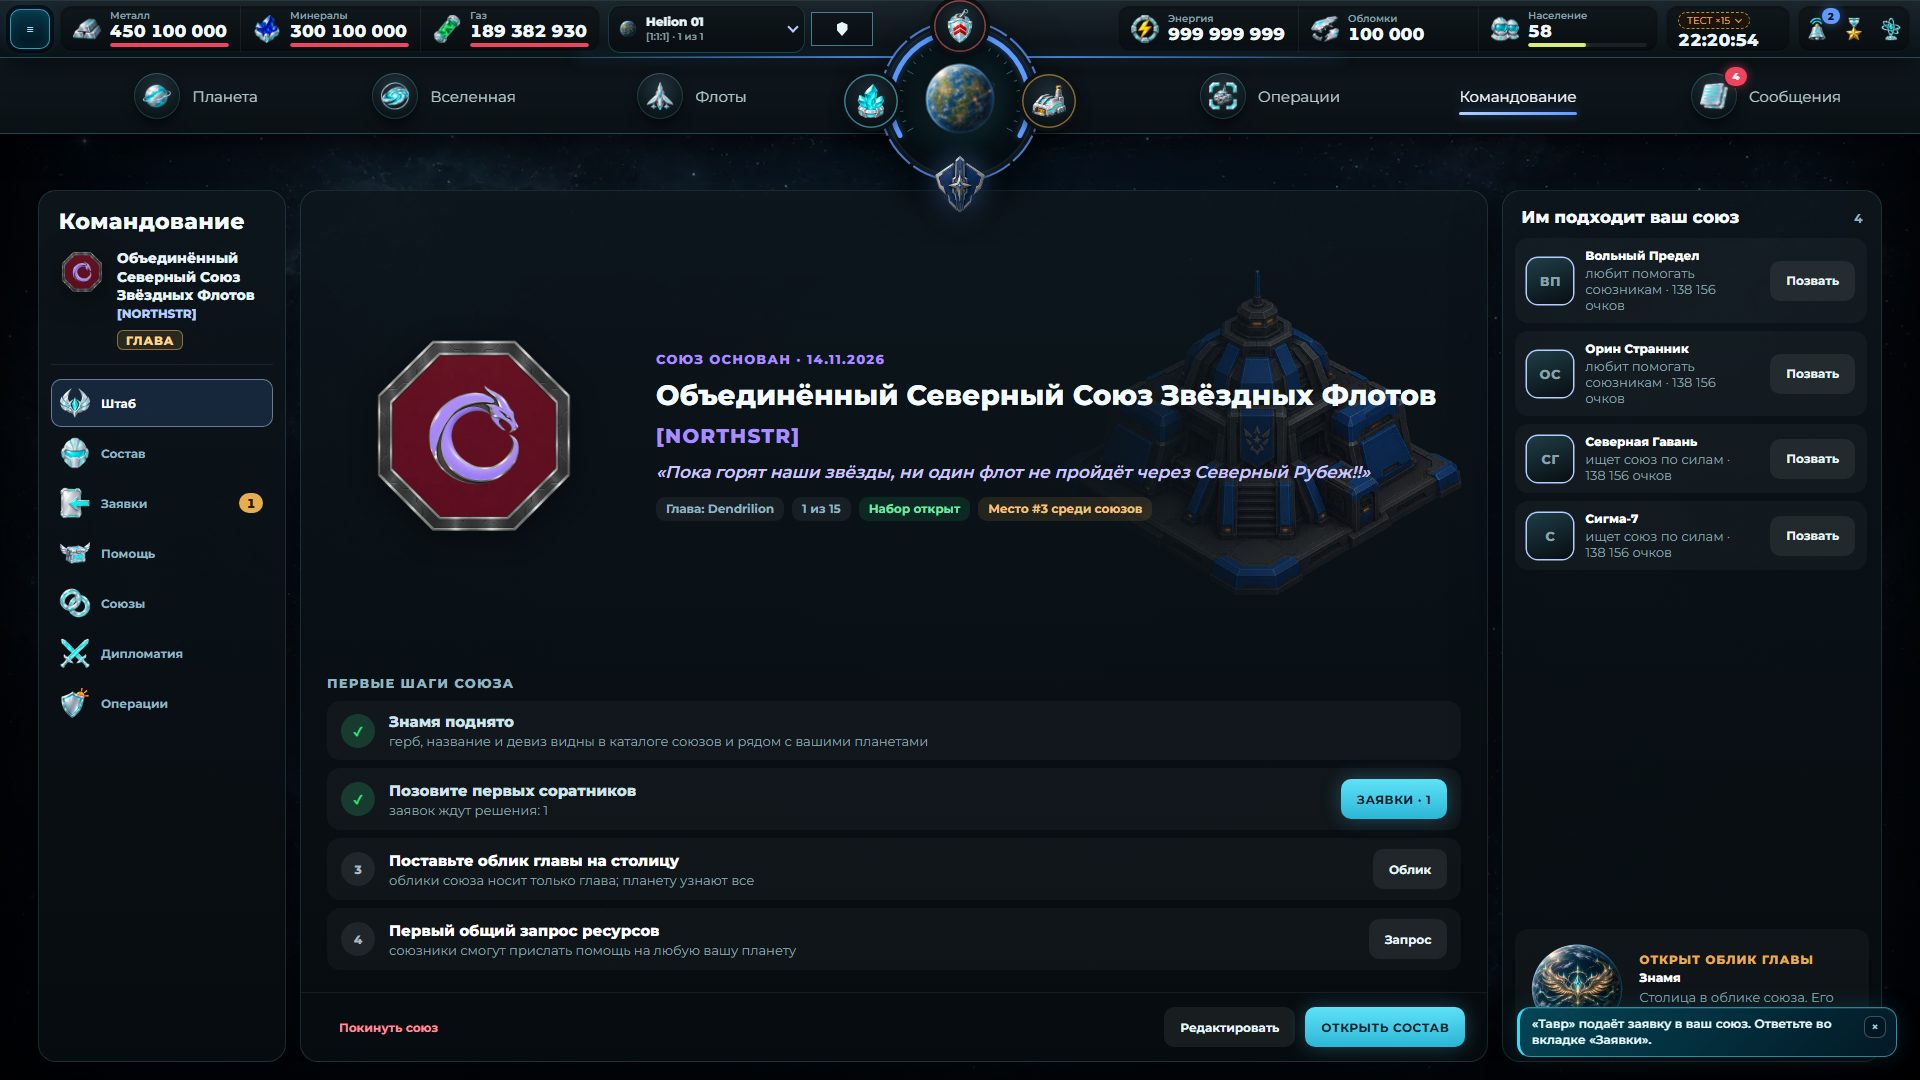 Металл
450 100 000
Минералы
300 100 000
Газ
189 382 930
Helion 01
[1:1:1] · 1 из 1
Энергия
999 999 999
Обломки
100 000
Население
58
ТЕСТ ×15
22:20:54
2
Планета
Вселенная
Флоты
Операции
Командование
4
Сообщения
Командование
Объединённый
Северный Союз
Звёздных Флотов
[NORTHSTR]
ГЛАВА
Штаб
Состав
Заявки
1
Помощь
Союзы
Дипломатия
Операции
СОЮЗ ОСНОВАН · 14.11.2026
Объединённый Северный Союз Звёздных Флотов
[NORTHSTR]
«Пока горят наши звёзды, ни один флот не пройдёт через Северный Рубеж!!»
Глава: Dendrilion
1 из 15
Набор открыт
Место #3 среди союзов
ПЕРВЫЕ ШАГИ СОЮЗА
Знамя поднято
герб, название и девиз видны в каталоге союзов и рядом с вашими планетами
Позовите первых соратников
заявок ждут решения: 1
ЗАЯВКИ · 1
3
Поставьте облик главы на столицу
облики союза носит только глава; планету узнают все
Облик
4
Первый общий запрос ресурсов
союзники смогут прислать помощь на любую вашу планету
Запрос
Покинуть союз
Редактировать
ОТКРЫТЬ СОСТАВ
Им подходит ваш союз
4
ВП
Вольный Предел
любит помогать
союзникам · 138 156
очков
Позвать
ОС
Орин Странник
любит помогать
союзникам · 138 156
очков
Позвать
СГ
Северная Гавань
ищет союз по силам ·
138 156 очков
Позвать
С
Сигма-7
ищет союз по силам ·
138 156 очков
Позвать
ОТКРЫТ ОБЛИК ГЛАВЫ
Знамя
Столица в облике союза. Его
«Тавр» подаёт заявку в ваш союз. Ответьте во
вкладке «Заявки».
×